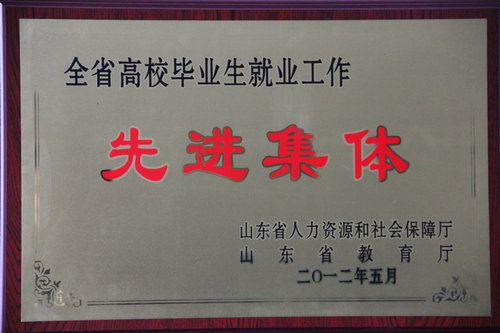 全省高校毕业生就业工作
先进集体
山东省人力资源和社会保障厅
山东省教育厅
二〇一二年五月